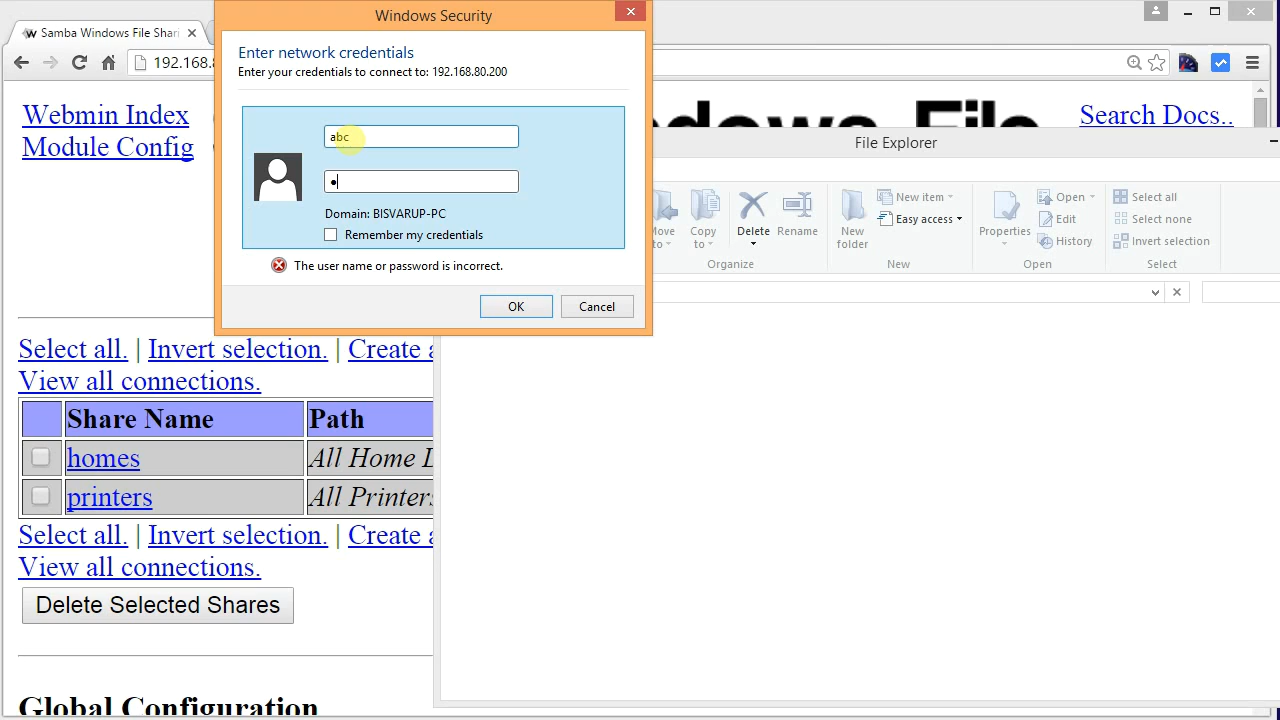 Windows Security
Enter network credentials
Enter your credentials to connect to: 192.168.80.200
abc
Domain: BISVARUP-PC
Remember my credentials
The user name or password is incorrect.
OK
Cancel
Samba Windows File Shari
192.168.
Webmin Index
Module Config
Search Docs..
File Explorer
Copy
to
Delete
Rename
New
folder
New item
Easy access
Properties
Open
Edit
History
Select all
Select none
Invert selection
Organize
New
Open
Select
Select all. | Invert selection. | Create
View all connections.
Share Name
Path
homes
All Home
printers
All Printers
Select all. | Invert selection. | Create
View all connections.
Delete Selected Shares
Global Configuration